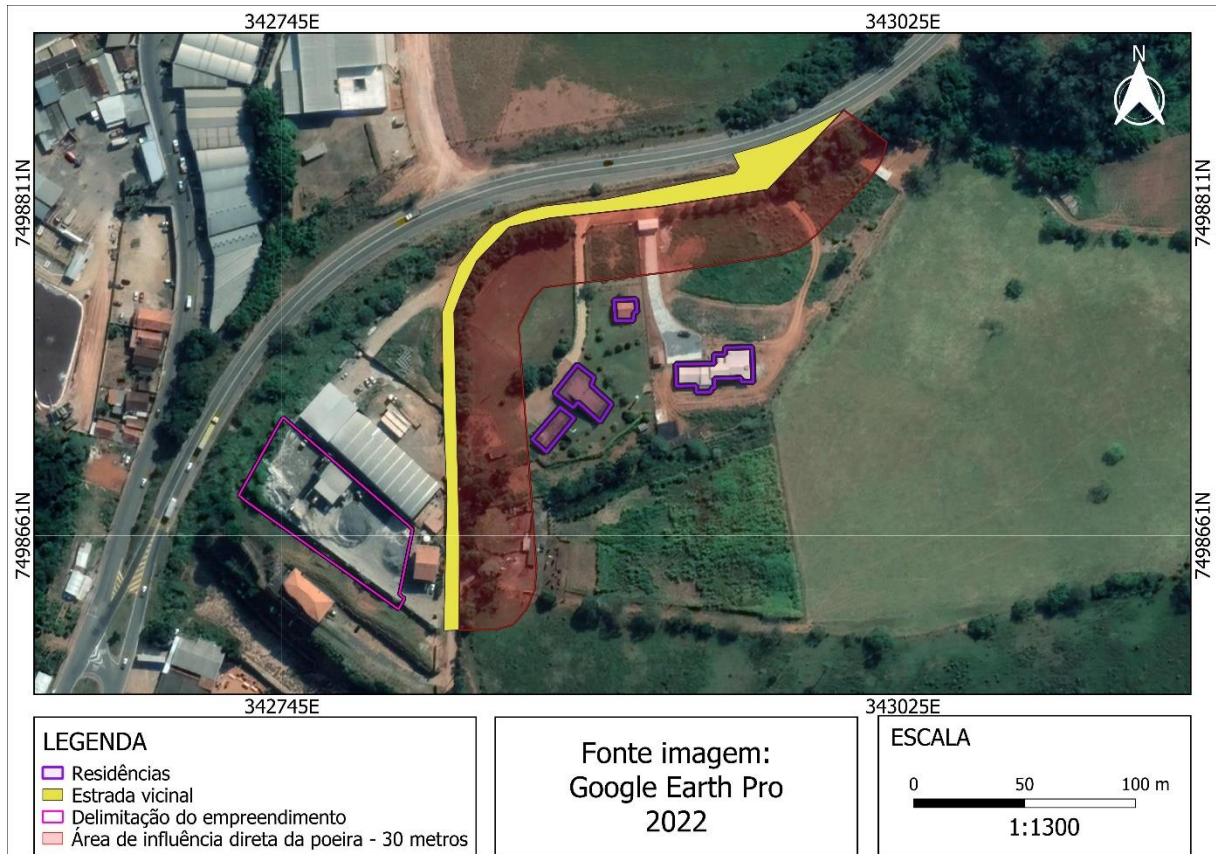 342745E
343025E
N
7498811N
7498811N
7498661N
7498661N
342745E
343025E
LEGENDA
Residências
Estrada vicinal
Delimitação do empreendimento
Área de influência direta da poeira - 30 metros
Fonte imagem:
Google Earth Pro
2022
ESCALA
0 50 100 m
1:1300